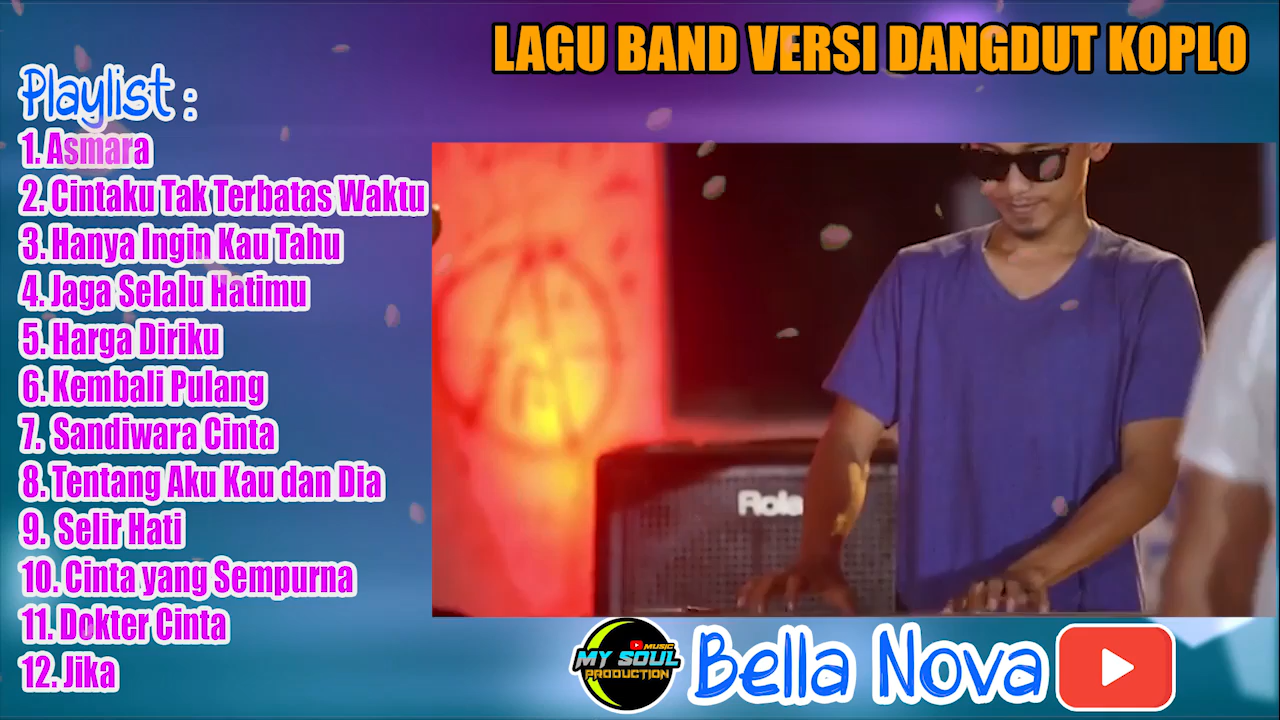 LAGU BAND VERSI DANGDUT KOPLO
Playlist :
1. Asmara
2. Cintaku Tak Terbatas Waktu
3. Hanya Ingin Kau Tahu
4. Jaga Selalu Hatimu
5. Harga Diriku
6. Kembali Pulang
7. Sandiwara Cinta
8. Tentang Aku Kau dan Dia
9. Selir Hati
10. Cinta yang Sempurna
11. Dokter Cinta
12. Jika
MUSIC
MY SOUL
PRODUCTION
Bella Nova